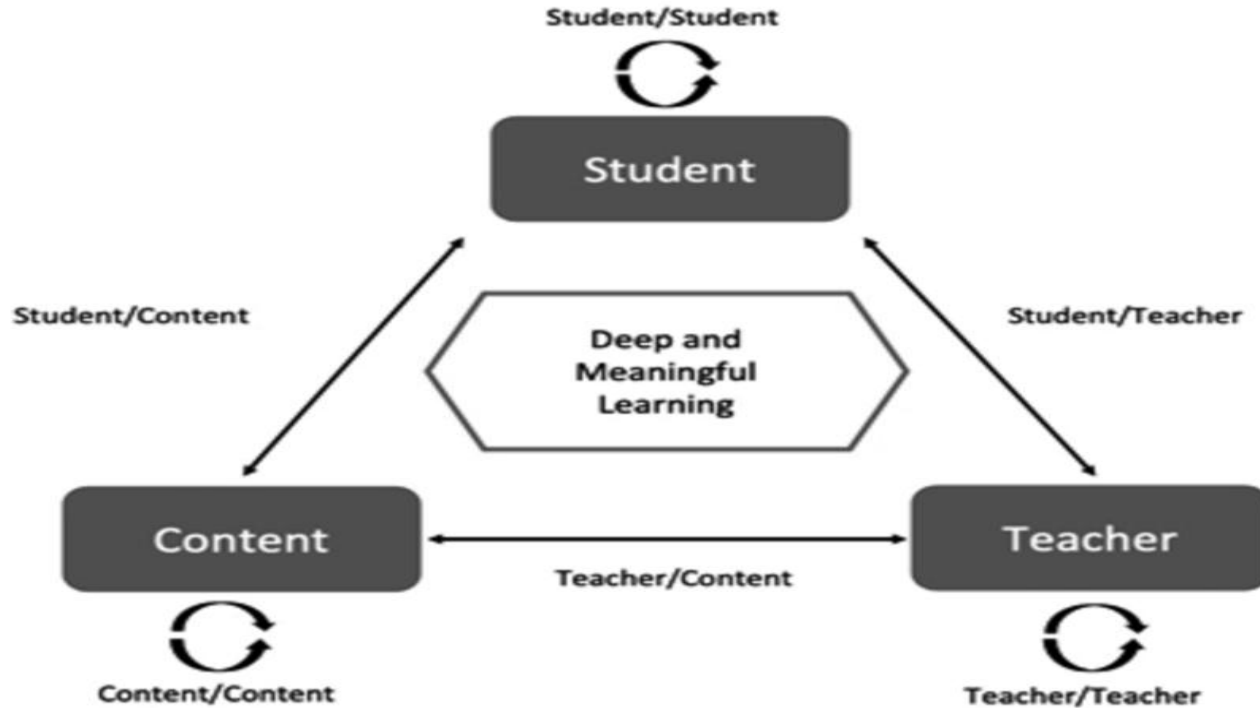 Student/Student
Student
Student/Content
Student/Teacher
Deep and
Meaningful
Learning
Content
Teacher
Teacher/Content
Content/Content
Teacher/Teacher